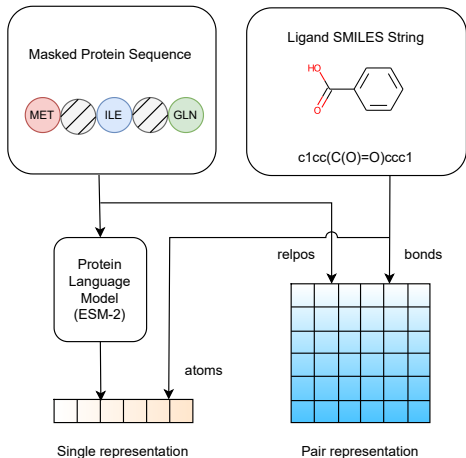 Masked Protein Sequence
MET
ILE
GLN
Ligand SMILES String
HO
O
c1cc(C(O)=O)ccc1
Protein
Language
Model
(ESM-2)
relpos
bonds
atoms
Single representation
Pair representation